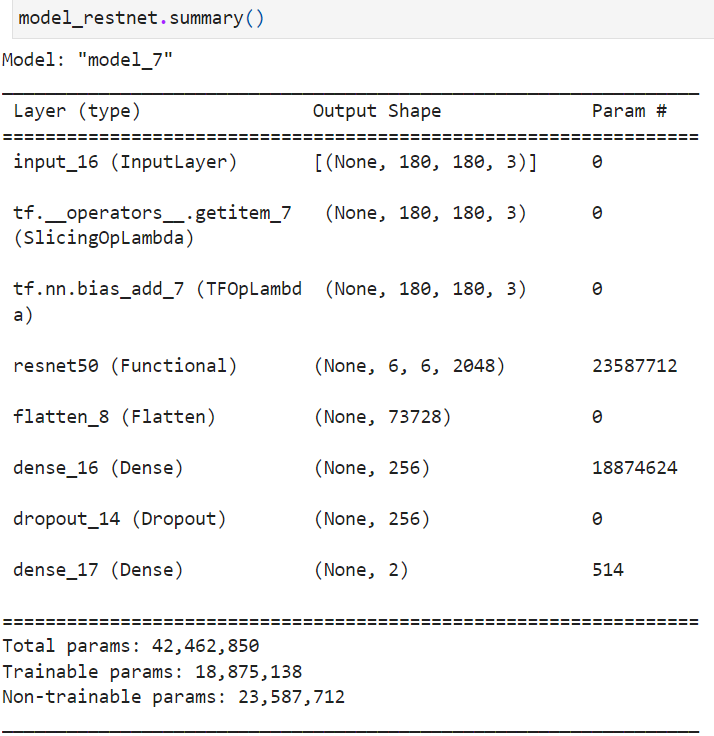 model_restnet.summary()
Model: "model_7"
_________________________________________________________________
Layer (type) Output Shape Param #
=================================================================
input_16 (InputLayer) [(None, 180, 180, 3)] 0
tf.__operators__.getitem_7 (None, 180, 180, 3) 0
(SlicingOpLambda)
tf.nn.bias_add_7 (TFOpLambd (None, 180, 180, 3) 0
a)
resnet50 (Functional) (None, 6, 6, 2048) 23587712
flatten_8 (Flatten) (None, 73728) 0
dense_16 (Dense) (None, 256) 18874624
dropout_14 (Dropout) (None, 256) 0
dense_17 (Dense) (None, 2) 514
=================================================================
Total params: 42,462,850
Trainable params: 18,875,138
Non-trainable params: 23,587,712
_________________________________________________________________